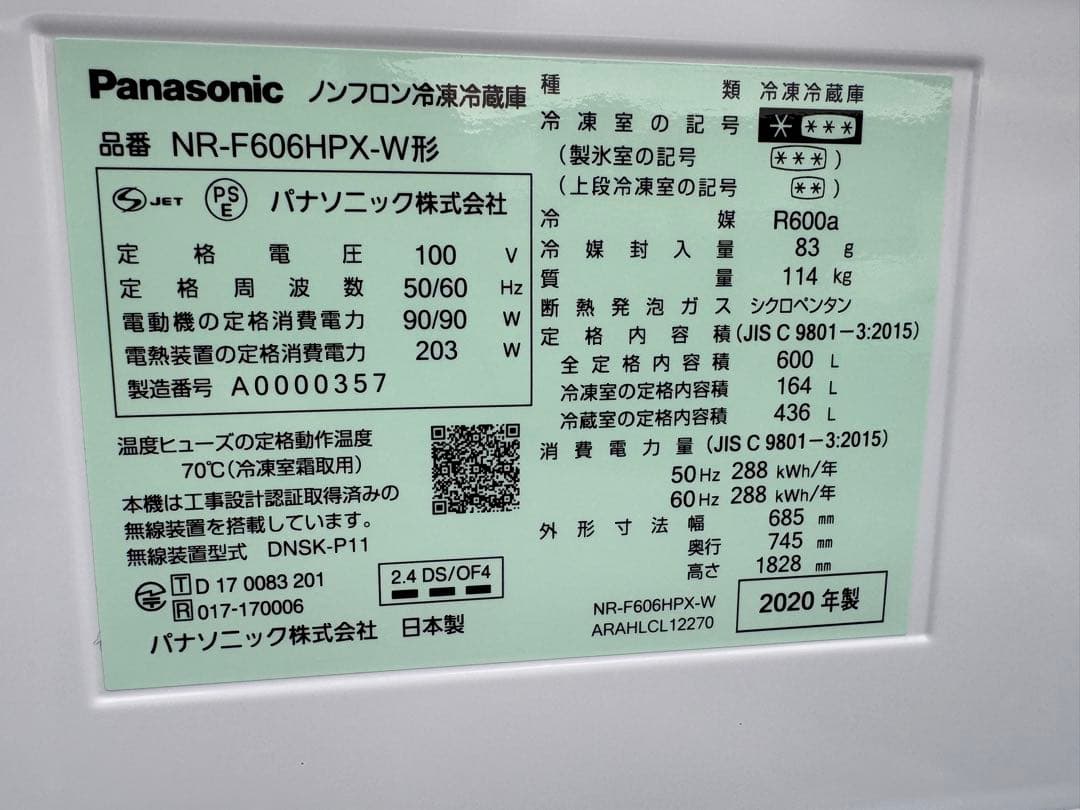 Panasonic ノンフロン冷凍冷蔵庫
品番 NR-F606HPX-W形
JET PSE パナソニック株式会社
定格電圧 100 V
定格周波数 50/60 Hz
電動機の定格消費電力 90/90 W
電熱装置の定格消費電力 203 W
製造番号 A0000357
温度ヒューズの定格動作温度
70℃(冷凍室霜取用)
本機は工事設計認証取得済みの
無線装置を搭載しています。
無線装置型式 DNSK-P11
T D 17 0083 201
R 017-170006
2.4 DS/OF4
パナソニック株式会社 日本製
種類 冷凍冷蔵庫
冷凍室の記号 * ***
(製氷室の記号 ***)
(上段冷凍室の記号 **)
冷媒 R600a
冷媒封入量 83 g
質量 114 kg
断熱発泡ガス シクロペンタン
定格内容積 (JIS C 9801-3:2015)
全定格内容積 600 L
冷凍室の定格内容積 164 L
冷蔵室の定格内容積 436 L
消費電力量 (JIS C 9801-3:2015)
50Hz 288 kWh/年
60Hz 288 kWh/年
外形寸法 幅 685 mm
奥行 745 mm
高さ 1828 mm
NR-F606HPX-W
ARAHLCL12270
2020 年製